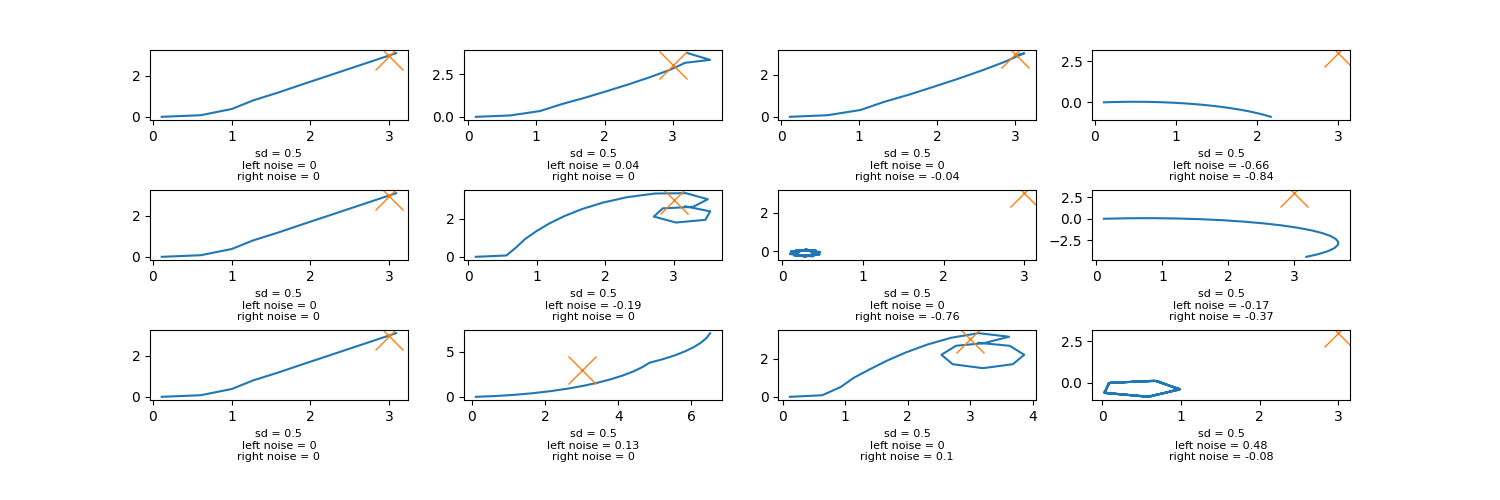 2
0
0 1 2 3
sd = 0.5
left noise = 0
right noise = 0
2.5
0.0
0 1 2 3
sd = 0.5
left noise = 0.04
right noise = 0
2
0
0 1 2 3
sd = 0.5
left noise = 0
right noise = -0.04
2.5
0.0
0 1 2 3
sd = 0.5
left noise = -0.66
right noise = -0.84
2
0
0 1 2 3
sd = 0.5
left noise = 0
right noise = 0
2
0
0 1 2 3
sd = 0.5
left noise = -0.19
right noise = 0
2
0
0 1 2 3
sd = 0.5
left noise = 0
right noise = -0.76
2.5
0.0
−2.5
0 1 2 3
sd = 0.5
left noise = -0.17
right noise = -0.37
2
0
0 1 2 3
sd = 0.5
left noise = 0
right noise = 0
5
0
0 2 4 6
sd = 0.5
left noise = 0.13
right noise = 0
2
0
0 1 2 3 4
sd = 0.5
left noise = 0
right noise = 0.1
2.5
0.0
0 1 2 3
sd = 0.5
left noise = 0.48
right noise = -0.08